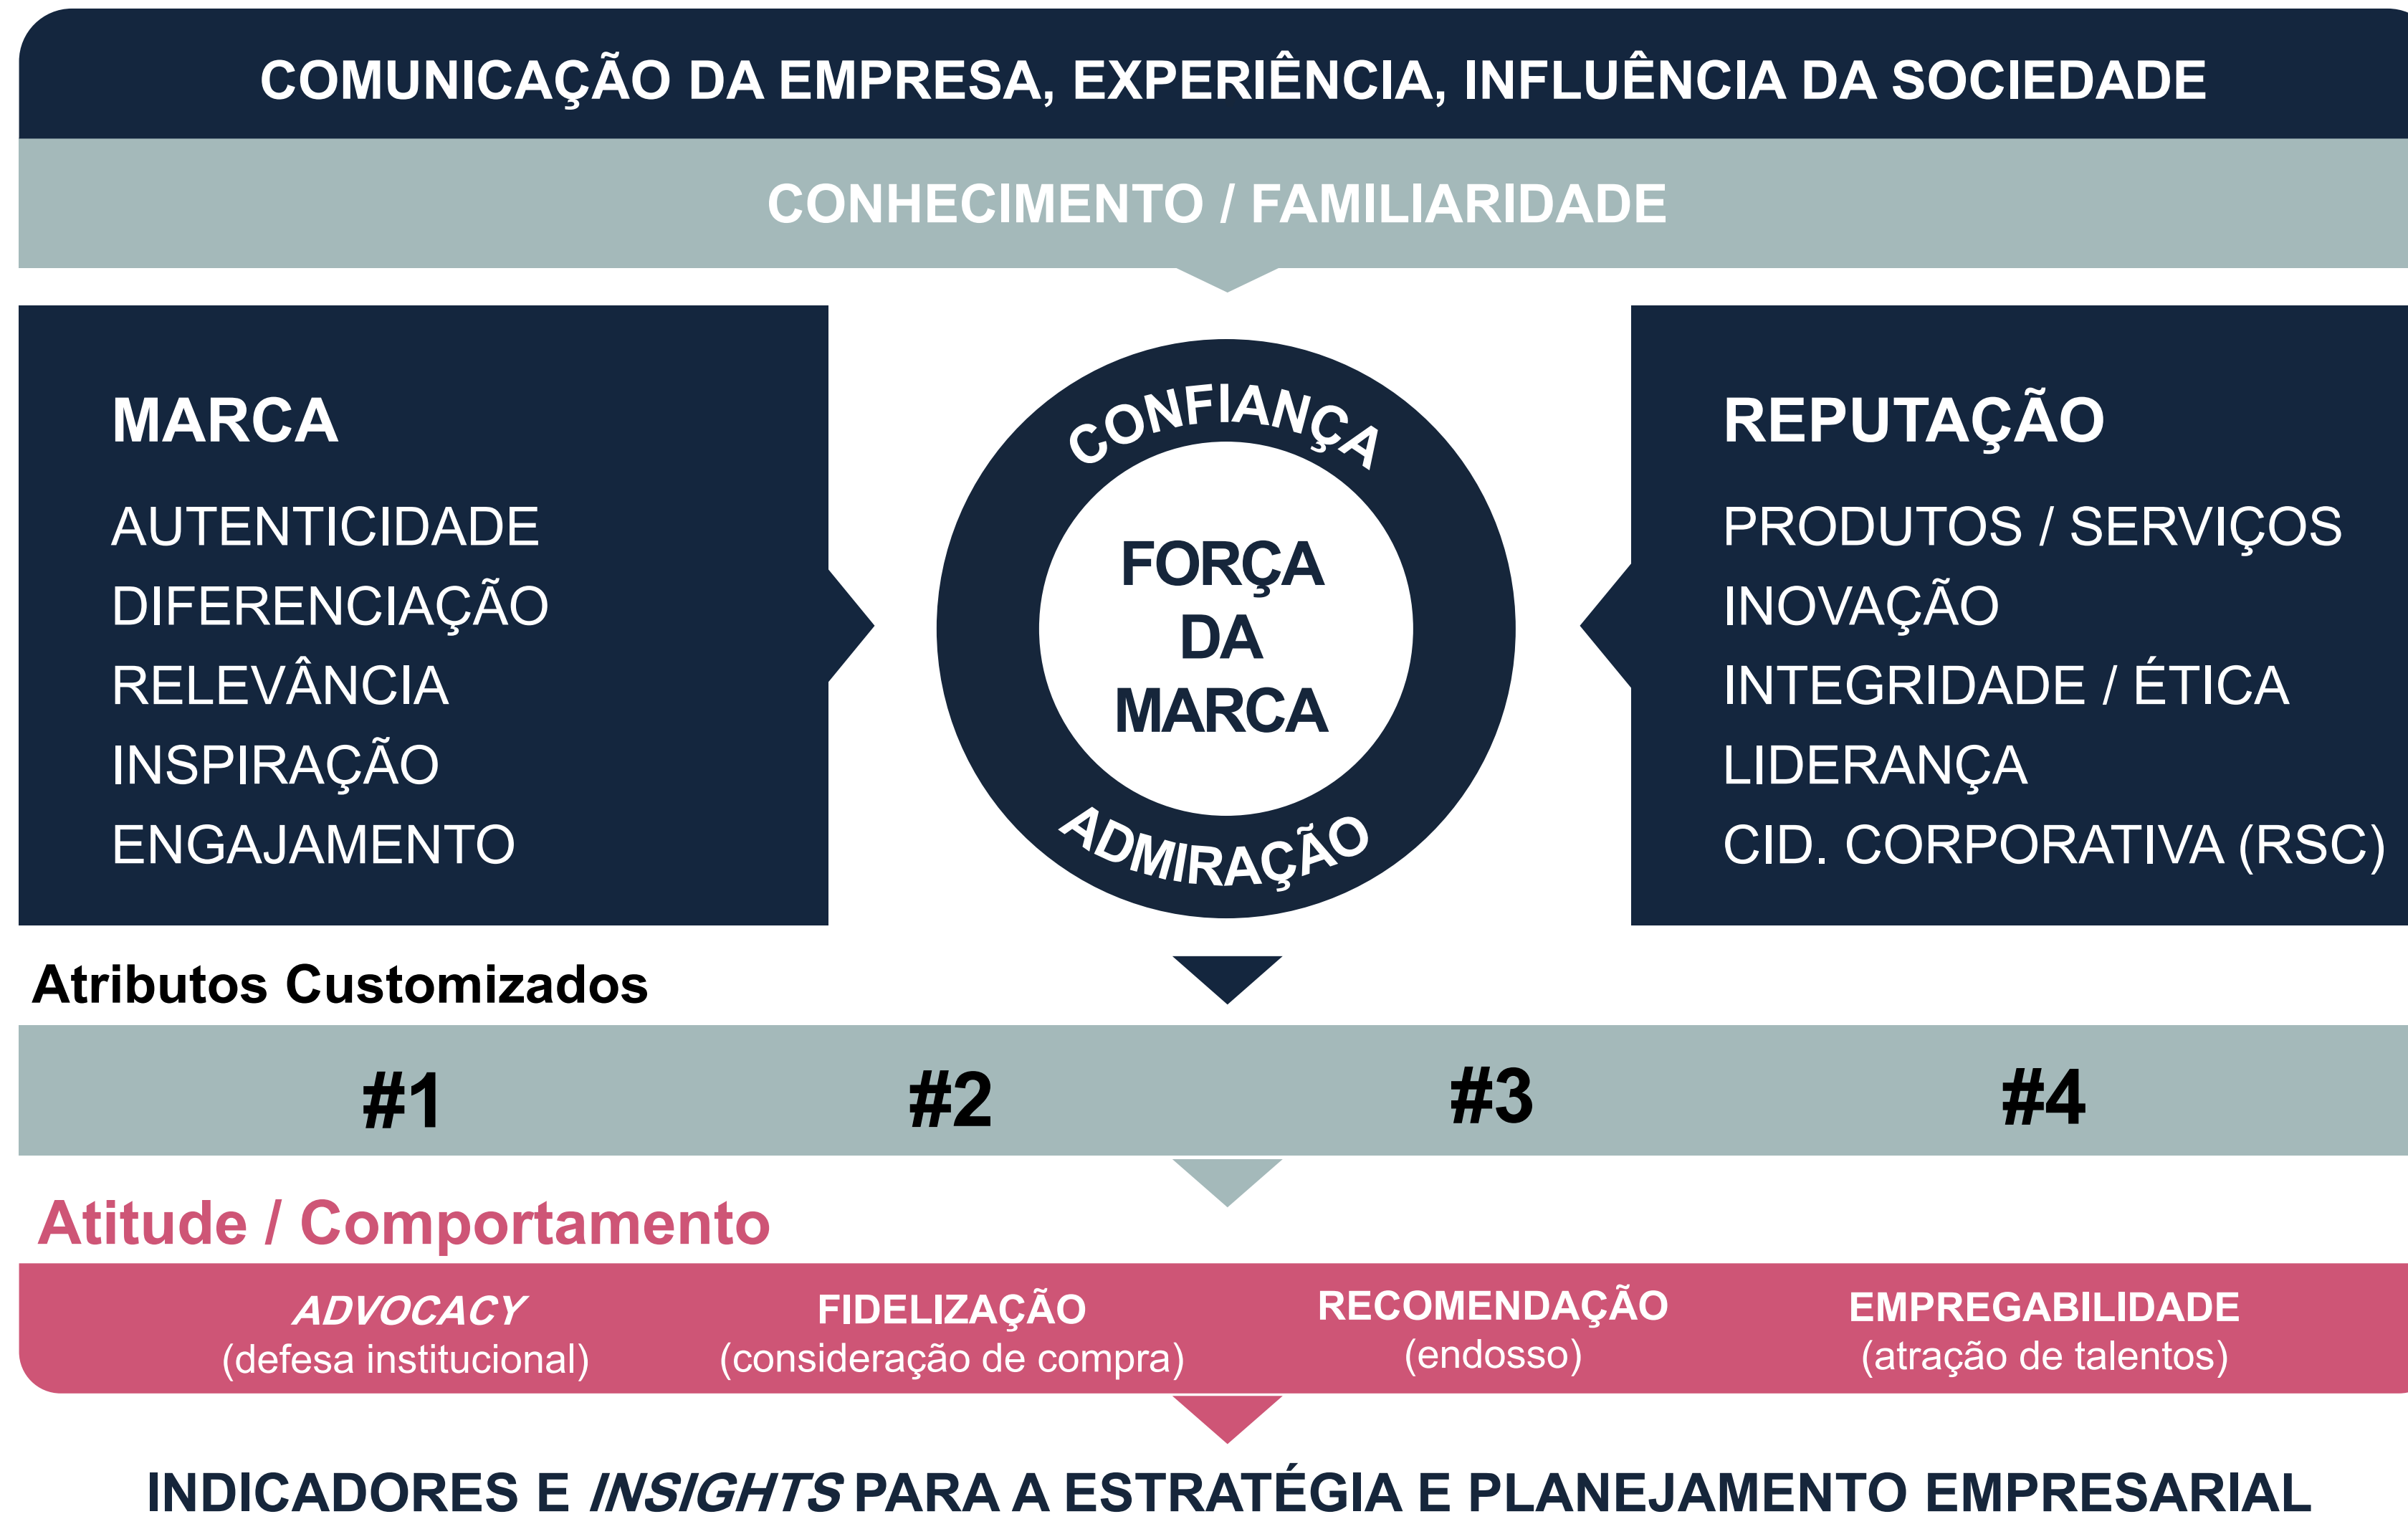 COMUNICAÇÃO DA EMPRESA, EXPERIÊNCIA, INFLUÊNCIA DA SOCIEDADE
CONHECIMENTO / FAMILIARIDADE
MARCA
AUTENTICIDADE
DIFERENCIAÇÃO
RELEVÂNCIA
INSPIRAÇÃO
ENGAJAMENTO
CONFIANÇA
FORÇA
DA
MARCA
ADMIRAÇÃO
REPUTAÇÃO
PRODUTOS / SERVIÇOS
INOVAÇÃO
INTEGRIDADE / ÉTICA
LIDERANÇA
CID. CORPORATIVA (RSC)
Atributos Customizados
#1 #2 #3 #4
Atitude / Comportamento
ADVOCACY
(defesa institucional)
FIDELIZAÇÃO
(consideração de compra)
RECOMENDAÇÃO
(endosso)
EMPREGABILIDADE
(atração de talentos)
INDICADORES E INSIGHTS PARA A ESTRATÉGIA E PLANEJAMENTO EMPRESARIAL